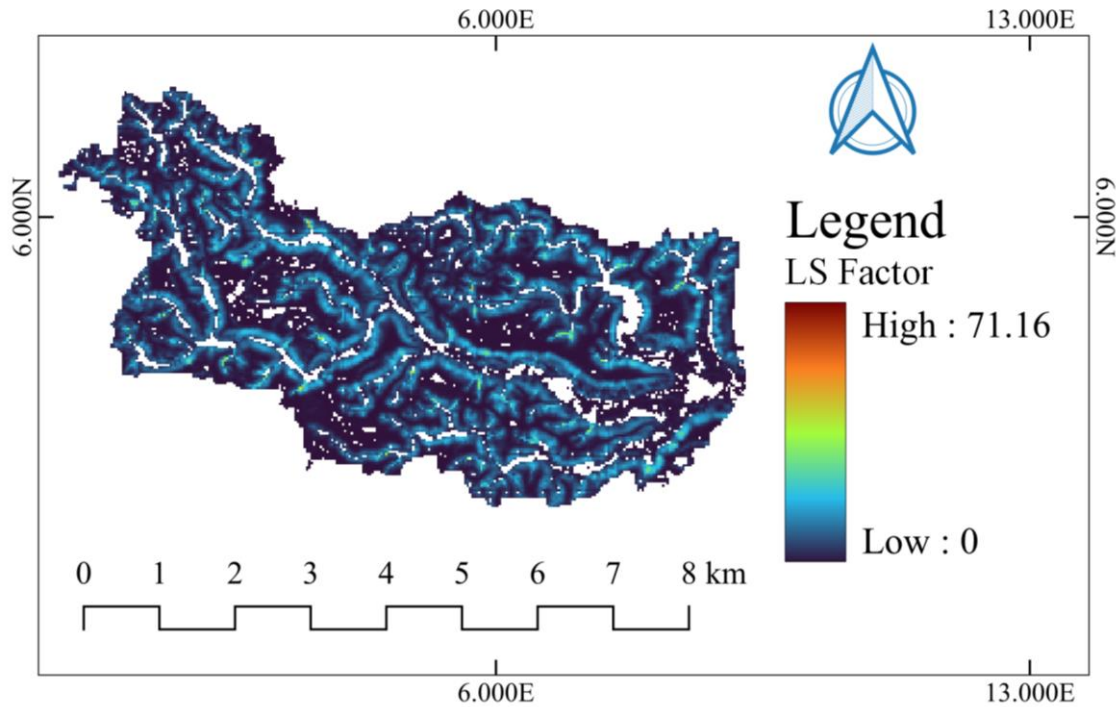 6.000E 13.000E
6.000N 6.000N
Legend
LS Factor
High : 71.16
Low : 0
0 1 2 3 4 5 6 7 8 km
6.000E 13.000E